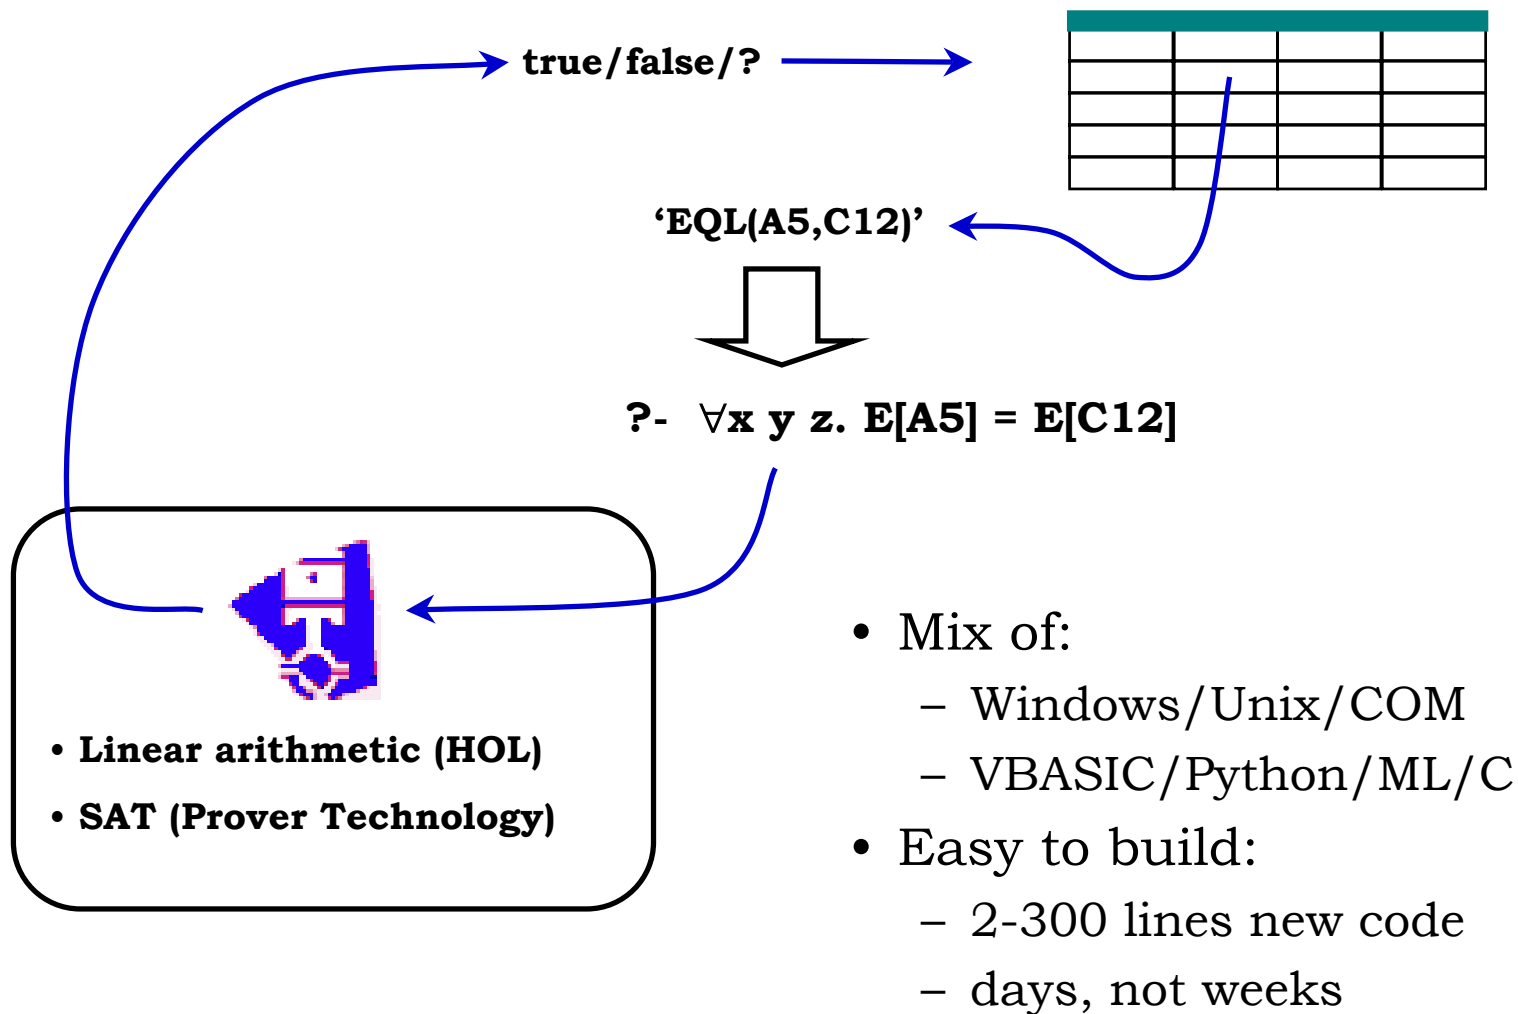 true/false/?
‘EQL(A5,C12)’
?- ∀x y z. E[A5] = E[C12]
• Linear arithmetic (HOL)
• SAT (Prover Technology)
• Mix of:
– Windows/Unix/COM
– VBASIC/Python/ML/C
• Easy to build:
– 2-300 lines new code
– days, not weeks